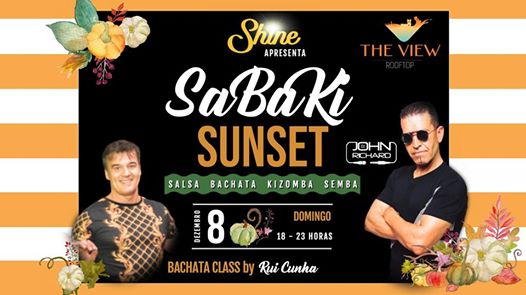 Shine
APRESENTA
THE VIEW
ROOFTOP
SaBaKi
SUNSET
JOHN
RICHARD
SALSA BACHATA KIZOMBA SEMBA
DEZEMBRO
8
DOMINGO
18 - 23 HORAS
BACHATA CLASS by Rui Cunha